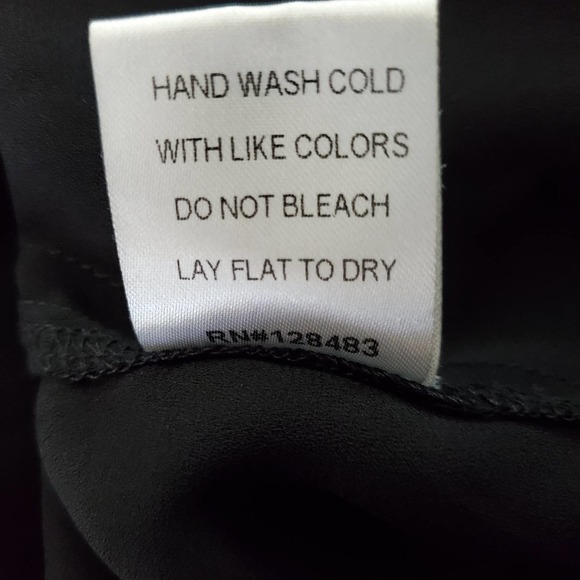 HAND WASH COLD
WITH LIKE COLORS
DO NOT BLEACH
LAY FLAT TO DRY
RN#128483